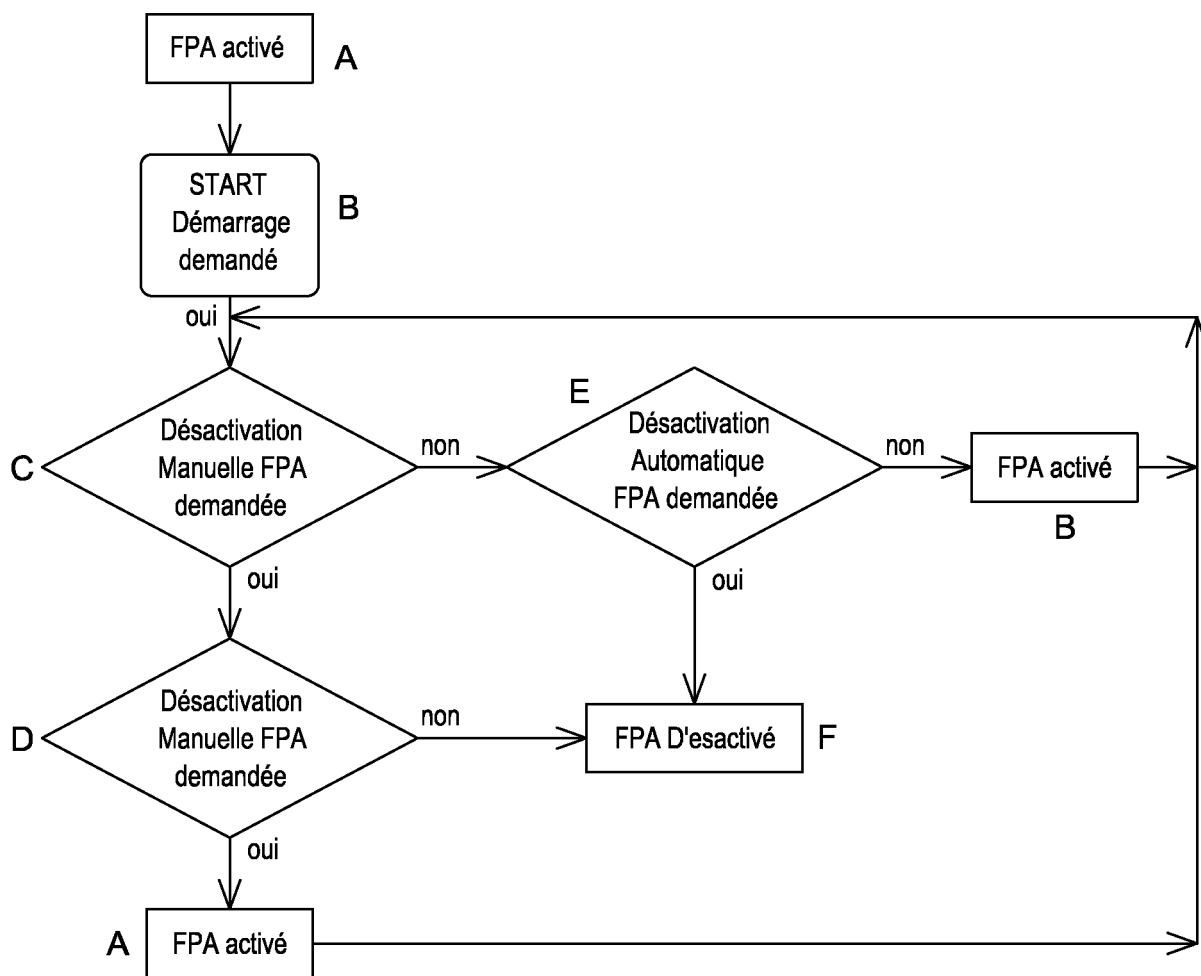 FPA activé
A
START
Démarrage
demandé
B
oui
C
Désactivation
Manuelle FPA
demandée
non
E
Désactivation
Automatique
FPA demandée
non
FPA activé
B
oui
oui
D
Désactivation
Manuelle FPA
demandée
non
FPA D'esactivé
F
oui
A
FPA activé